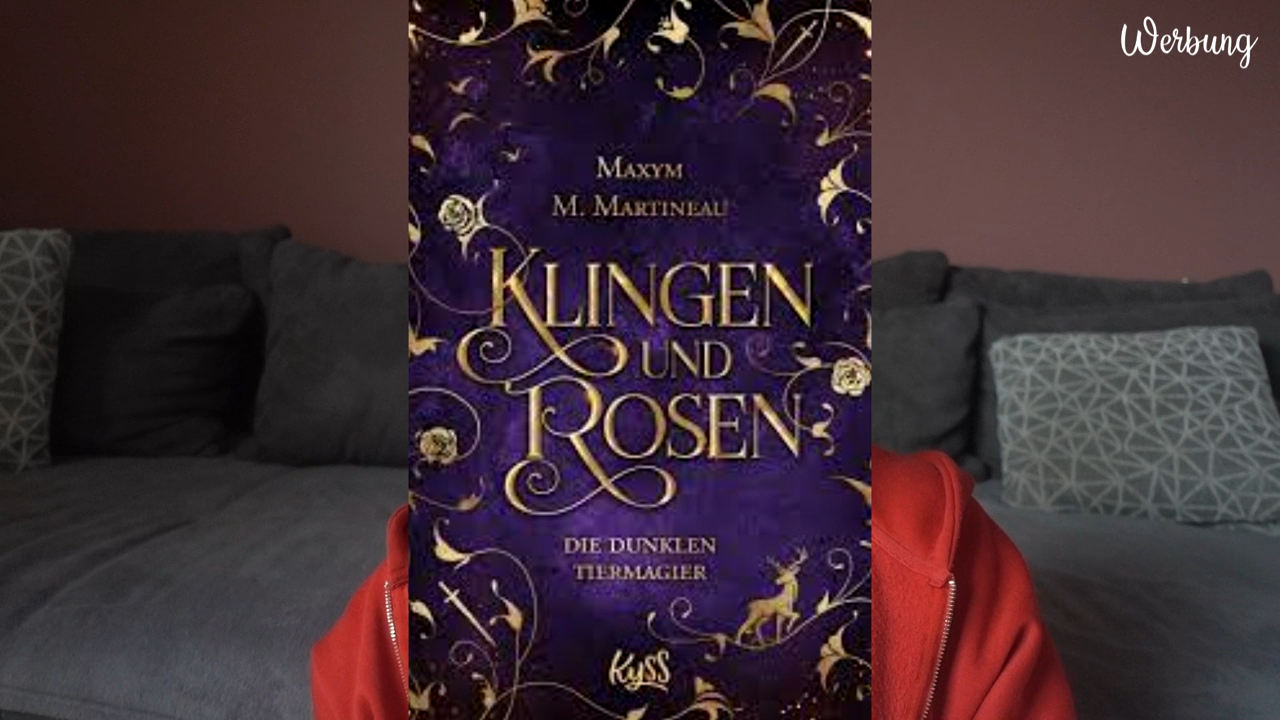 Werbung
MAXYM
M. MARTINEAU
KLINGEN
UND
ROSEN
DIE DUNKLEN
TIERMAGIER
KYSS